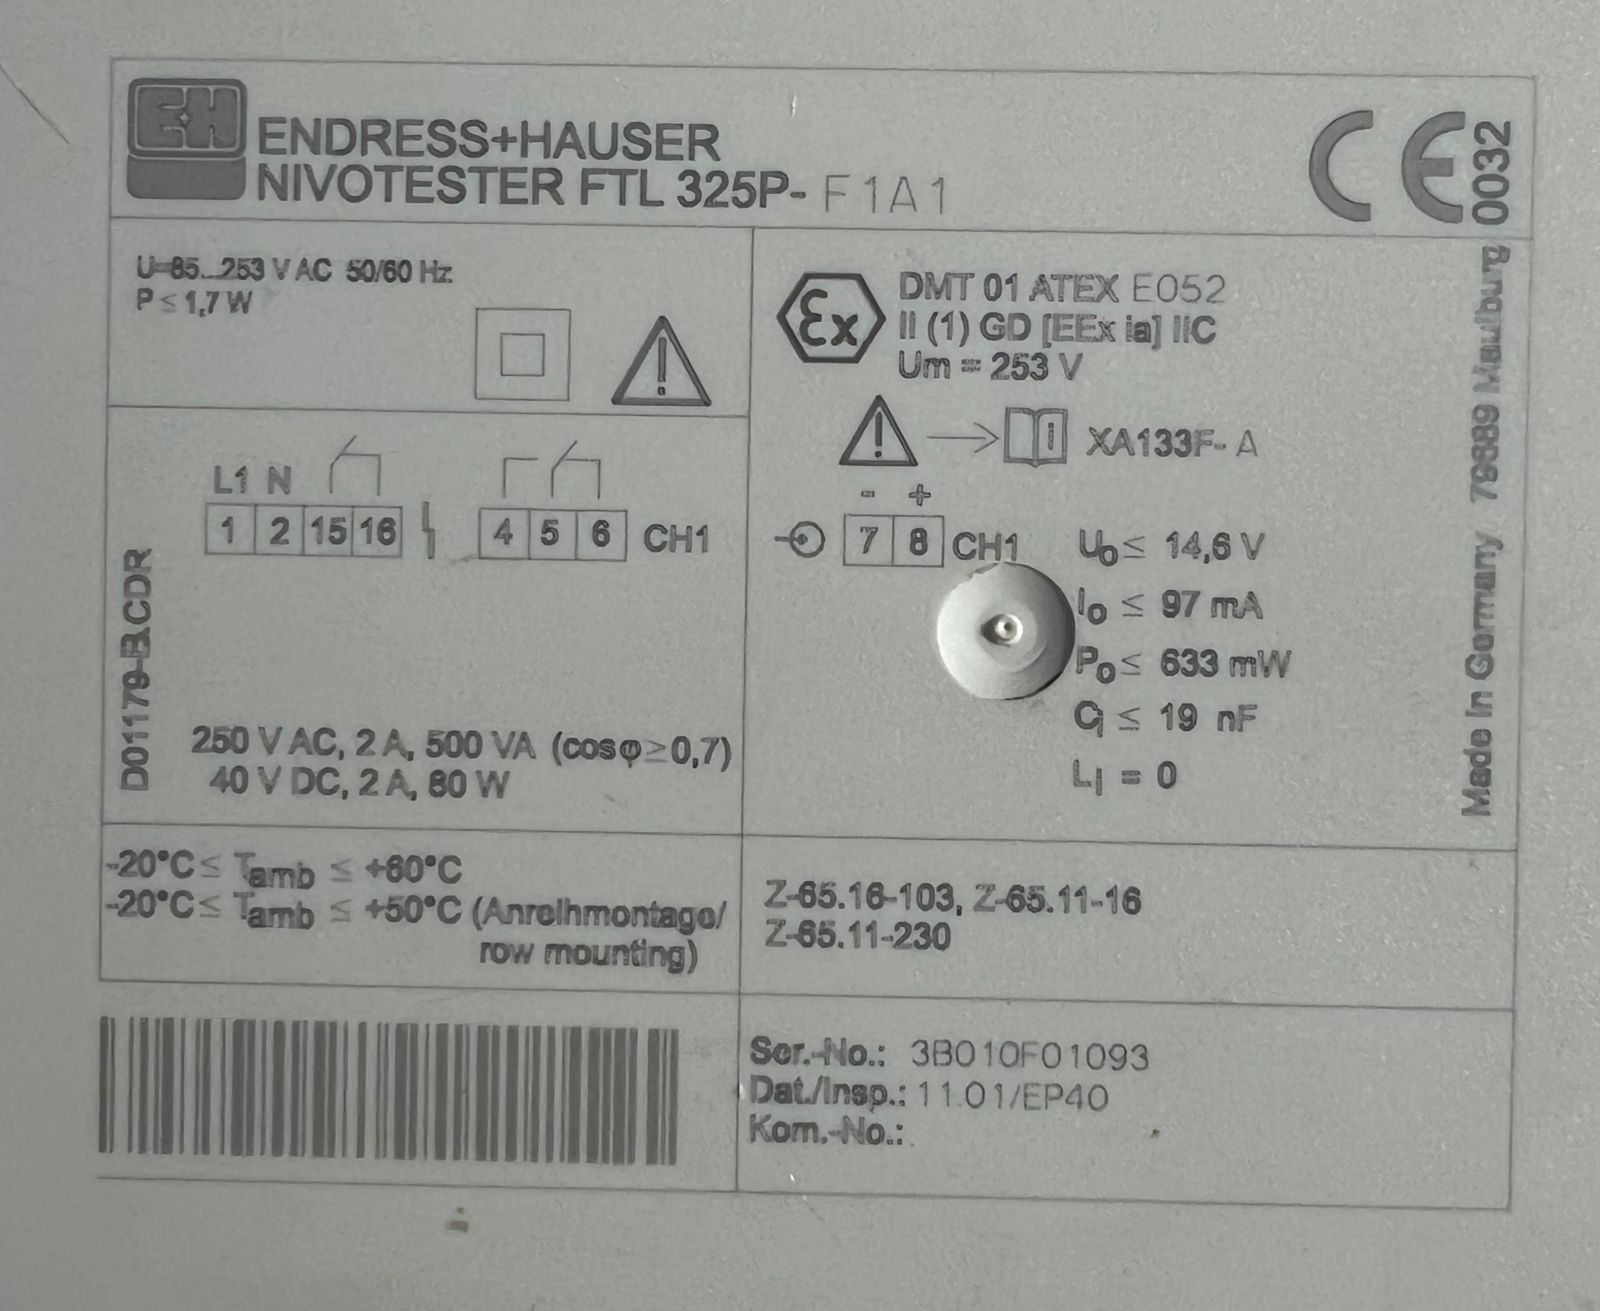 E+H
ENDRESS+HAUSER
NIVOTESTER FTL 325P- F1A1
CE 0032
U=85...253 V AC 50/60 Hz
P ≤ 1,7 W
Ex
DMT 01 ATEX E052
II (1) GD [EEx ia] IIC
Um = 253 V
XA133F- A
L1 N
1 2 15 16
4 5 6 CH1
- +
7 8 CH1
Uo ≤ 14,6 V
Io ≤ 97 mA
Po ≤ 633 mW
Ci ≤ 19 nF
Li = 0
D01179-B.CDR
250 V AC, 2 A, 500 VA (cosφ≥0,7)
40 V DC, 2 A, 80 W
Made in Germany 79689 Maulburg
-20°C ≤ Tamb ≤ +60°C
-20°C ≤ Tamb ≤ +50°C (Anreihmontage/
row mounting)
Z-65.16-103, Z-65.11-16
Z-65.11-230
Ser.-No.: 3B010F01093
Dat./Insp.: 11.01/EP40
Kom.-No.: